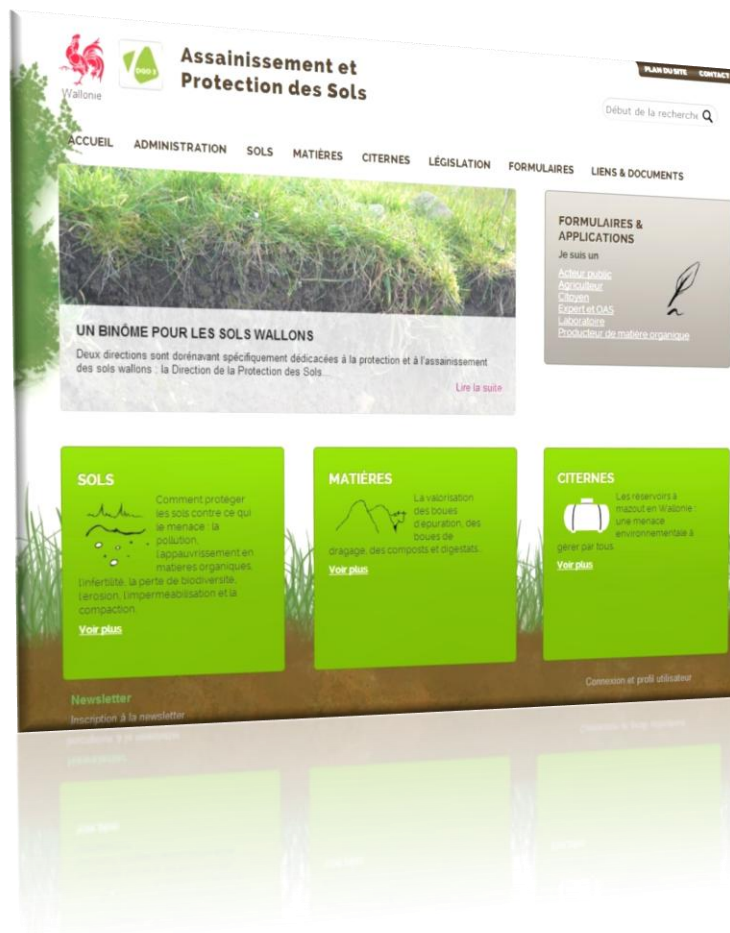 Wallonie
DGO 3
Assainissement et
Protection des Sols
PLAN DU SITE CONTACT
Début de la recherche
ACCUEIL ADMINISTRATION SOLS MATIÈRES CITERNES LÉGISLATION FORMULAIRES LIENS & DOCUMENTS
UN BINÔME POUR LES SOLS WALLONS
Deux directions sont dorénavant spécifiquement dédicacées à la protection et à l'assainissement
des sols wallons : la Direction de la Protection des Sols...
Lire la suite
FORMULAIRES &
APPLICATIONS
Je suis un
Acteur public
Agriculteur
Citoyen
Expert et OAS
Laboratoire
Producteur de matière organique
SOLS
Comment protéger
les sols contre ce qui
le menace : la
pollution,
l'appauvrissement en
matières organiques,
l'infertilité, la perte de biodiversité,
l'érosion, l'imperméabilisation et la
compaction.
Voir plus
MATIÈRES
La valorisation
des boues
d'épuration, des
boues de
dragage, des composts et digestats...
Voir plus
CITERNES
Les réservoirs à
mazout en Wallonie :
une menace
environnementale à
gérer par tous.
Voir plus
Newsletter
Inscription à la newsletter
Connexion et profil utilisateur